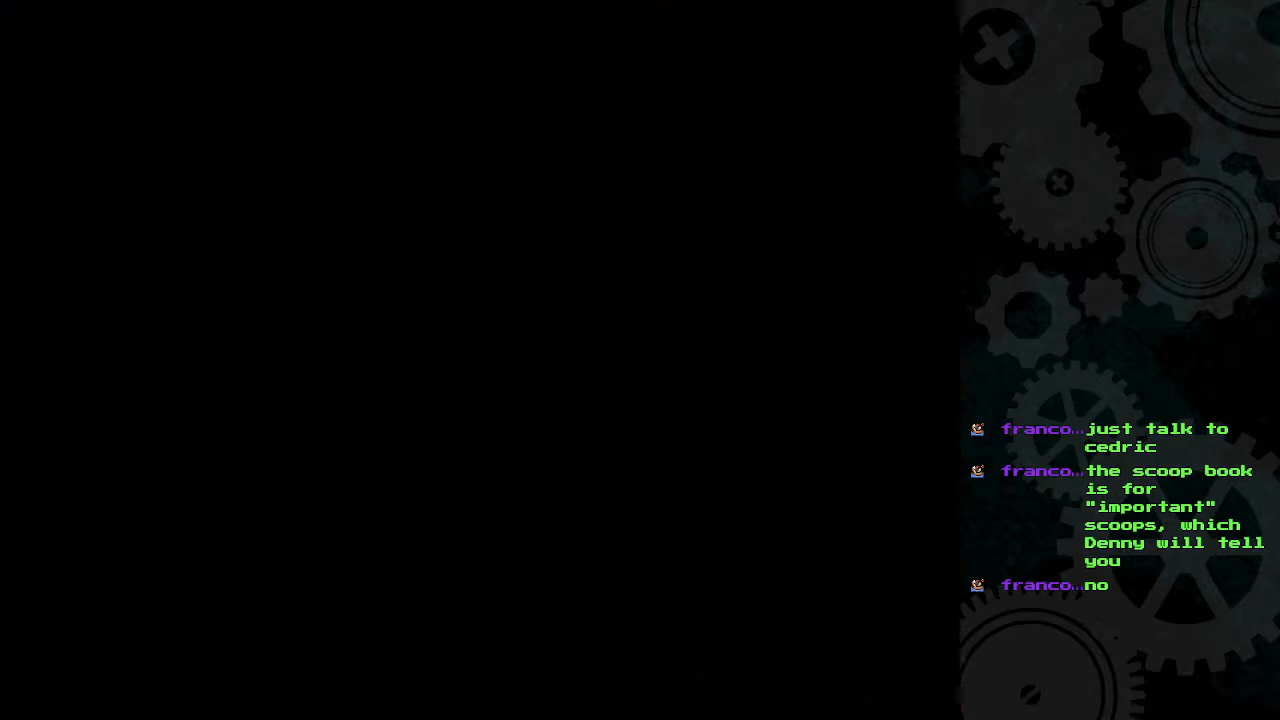 franco…just talk to
cedric
franco…the scoop book
is for
"important"
scoops, which
Denny will tell
you
franco…no